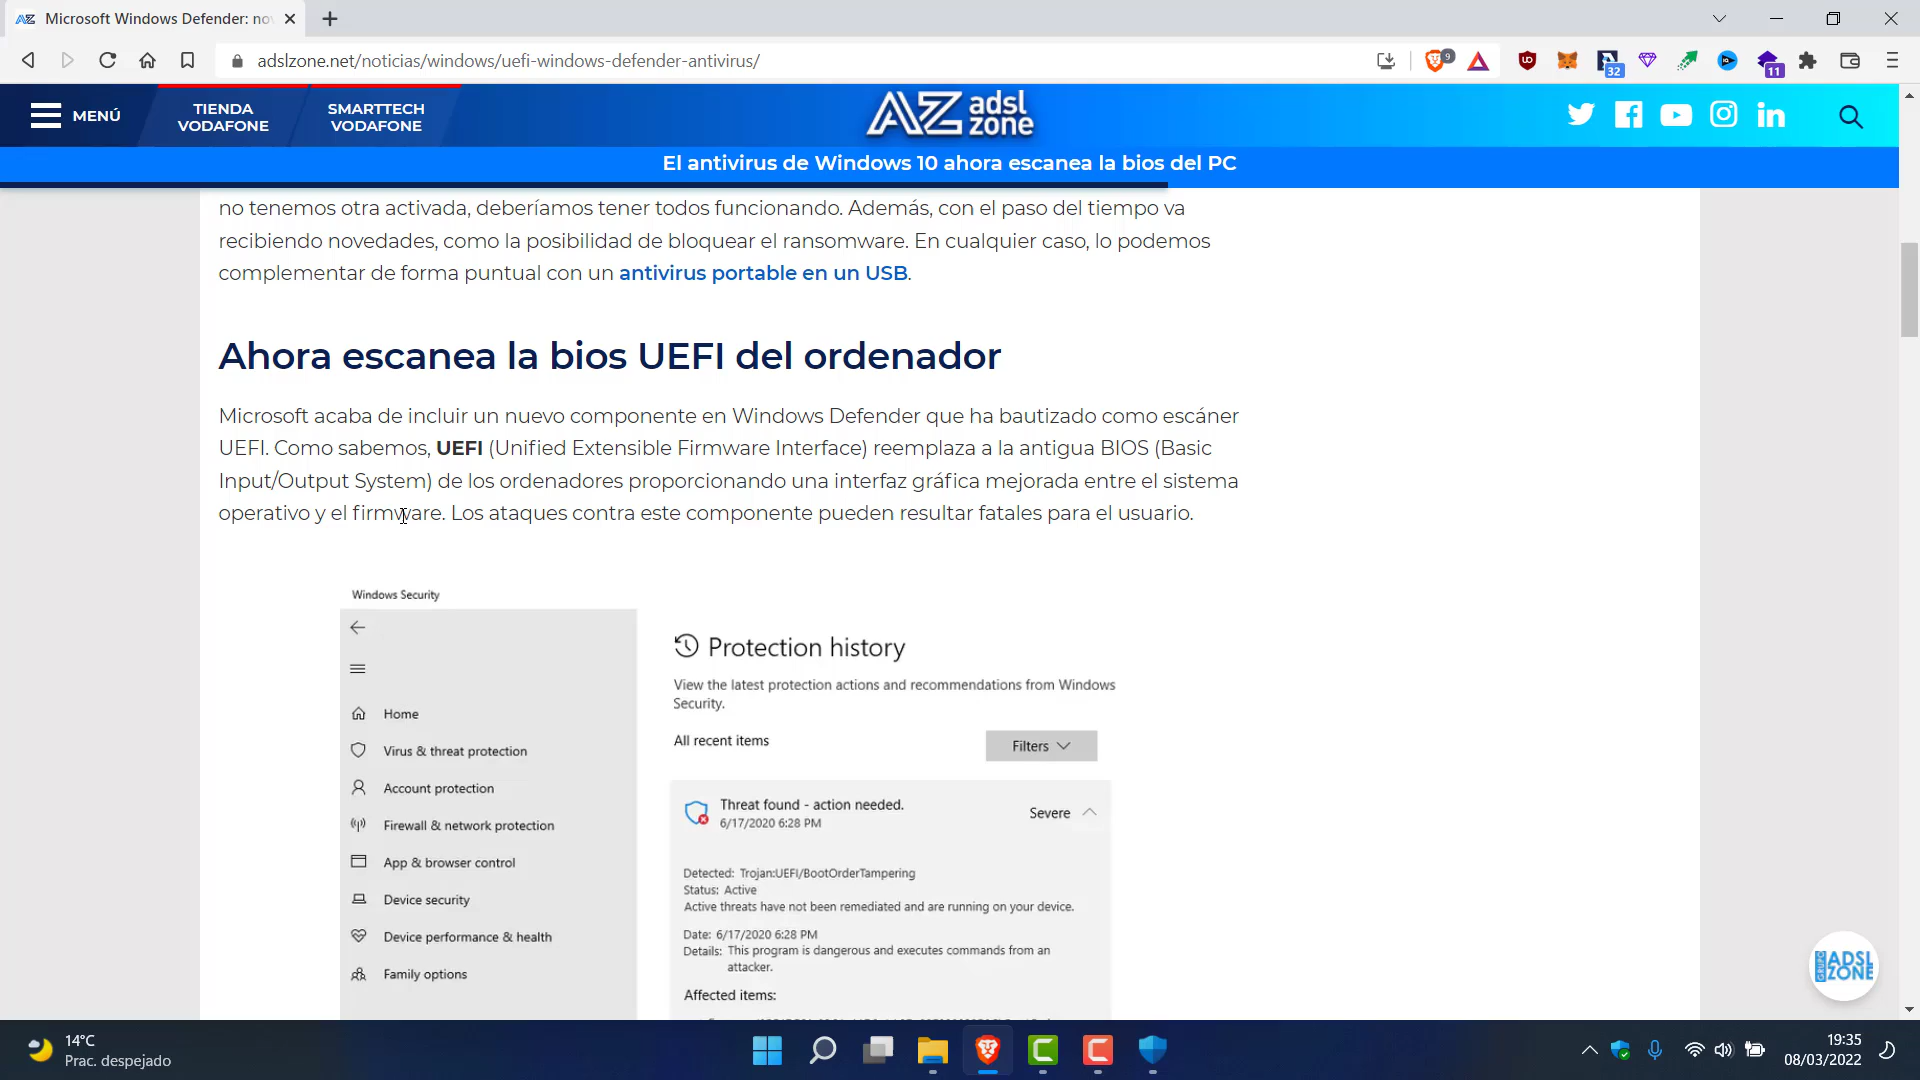 Microsoft Windows Defender: nov
adslzone.net/noticias/windows/uefi-windows-defender-antivirus/
9
32
11
MENÚ
TIENDA
VODAFONE
SMARTTECH
VODAFONE
AZ adsl
zone
El antivirus de Windows 10 ahora escanea la bios del PC
no tenemos otra activada, deberíamos tener todos funcionando. Además, con el paso del tiempo va
recibiendo novedades, como la posibilidad de bloquear el ransomware. En cualquier caso, lo podemos
complementar de forma puntual con un antivirus portable en un USB.
Ahora escanea la bios UEFI del ordenador
Microsoft acaba de incluir un nuevo componente en Windows Defender que ha bautizado como escáner
UEFI. Como sabemos, UEFI (Unified Extensible Firmware Interface) reemplaza a la antigua BIOS (Basic
Input/Output System) de los ordenadores proporcionando una interfaz gráfica mejorada entre el sistema
operativo y el firmware. Los ataques contra este componente pueden resultar fatales para el usuario.
Windows Security
Home
Virus & threat protection
Account protection
Firewall & network protection
App & browser control
Device security
Device performance & health
Family options
Protection history
View the latest protection actions and recommendations from Windows
Security.
All recent items
Filters
Threat found - action needed.
6/17/2020 6:28 PM
Severe
Detected: Trojan:UEFI/BootOrderTampering
Status: Active
Active threats have not been remediated and are running on your device.
Date: 6/17/2020 6:28 PM
Details: This program is dangerous and executes commands from an
attacker.
Affected items:
GRUPO ADSL
ZONE
14°C
Prac. despejado
19:35
08/03/2022